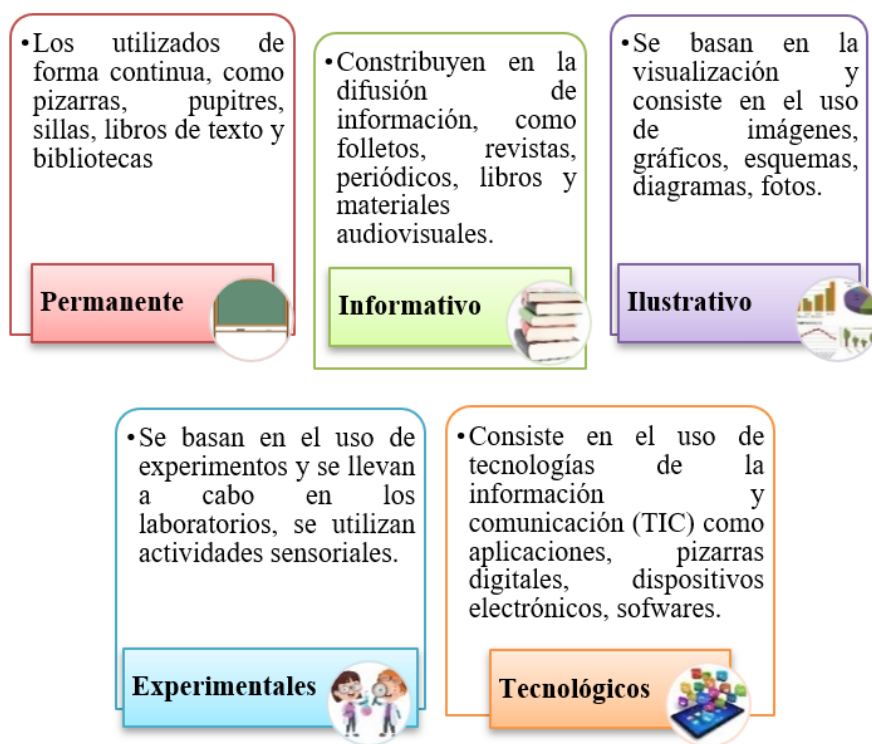 •Los utilizados de
forma continua, como
pizarras, pupitres,
sillas, libros de texto y
bibliotecas
Permanente
•Constribuyen en la
difusión de
información, como
folletos, revistas,
periódicos, libros y
materiales
audiovisuales.
Informativo
•Se basan en la
visualización y
consiste en el uso
de imágenes,
gráficos, esquemas,
diagramas, fotos.
Ilustrativo
•Se basan en el uso de
experimentos y se llevan
a cabo en los
laboratorios, se utilizan
actividades sensoriales.
Experimentales
•Consiste en el uso de
tecnologías de la
información y
comunicación (TIC) como
aplicaciones, pizarras
digitales, dispositivos
electrónicos, sofwares.
Tecnológicos